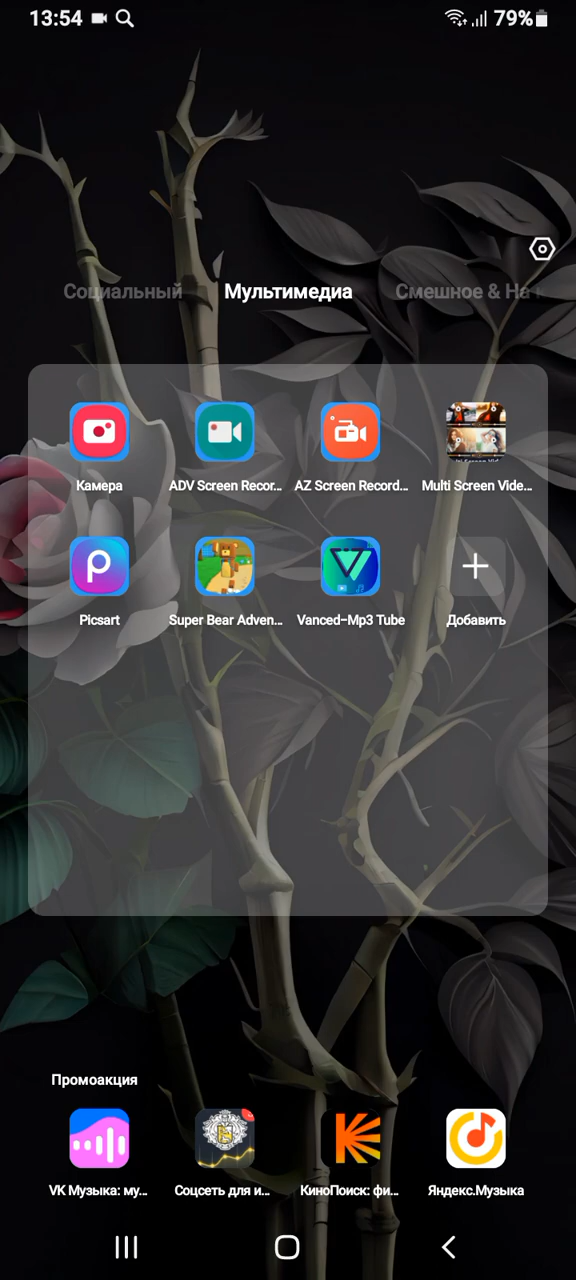 13:54
79%
Социальный
Мультимедиа
Смешное & На
Камера
ADV Screen Recor...
AZ Screen Record...
Multi Screen Vide...
Picsart
Super Bear Adven...
Vanced-Mp3 Tube
Добавить
Промоакция
VK Музыка: му...
Соцсеть для и...
КиноПоиск: фи...
Яндекс.Музыка